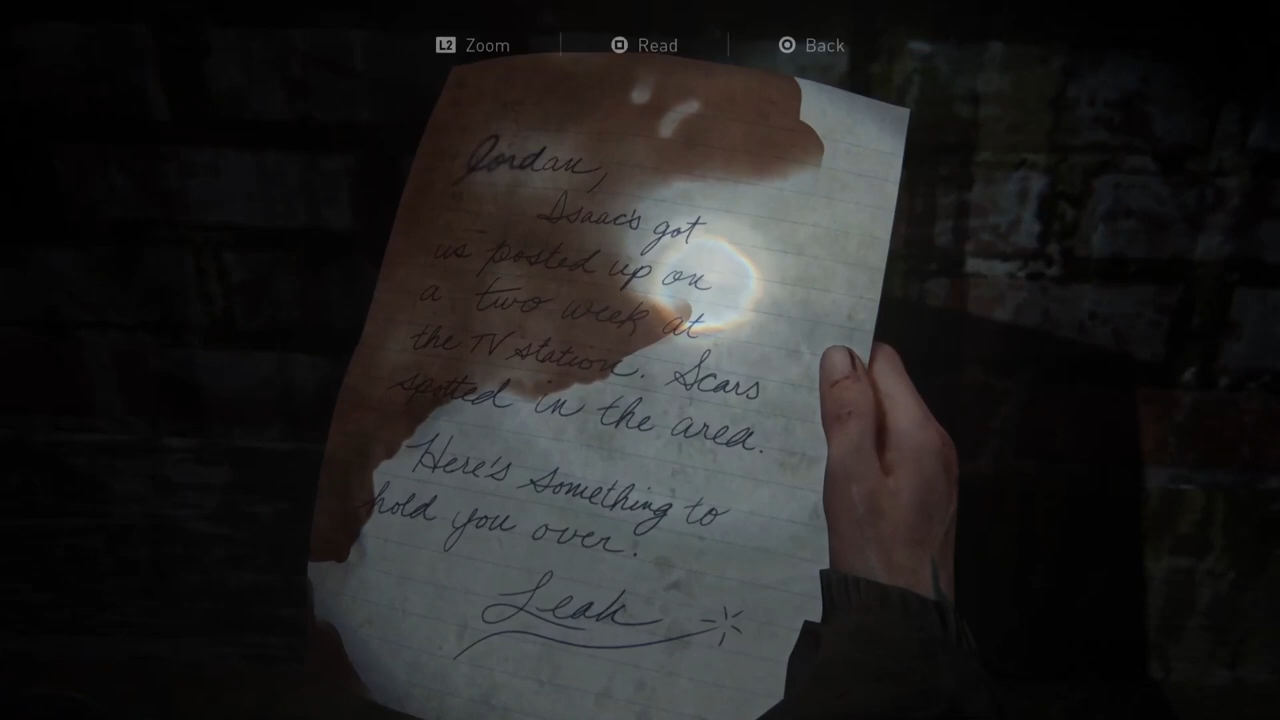 L2 Zoom Read Back
Jordan,
Isaac's got
us posted up on
a two week at
the TV station. Scars
spotted in the area.
Here's something to
hold you over.
Leah